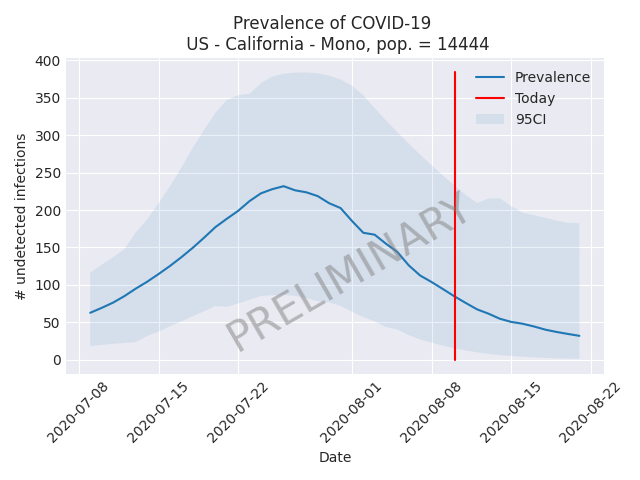 Prevalence of COVID-19
US - California - Mono, pop. = 14444
400
350
300
250
200
150
100
50
0
# undetected infections
Prevalence
Today
95CI
PRELIMINARY
2020-07-08
2020-07-15
2020-07-22
2020-08-01
2020-08-08
2020-08-15
2020-08-22
Date